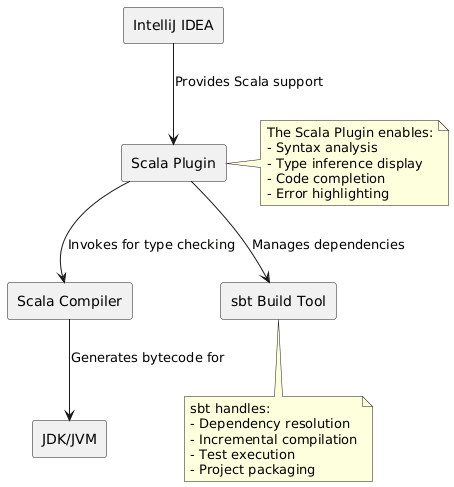 IntelliJ IDEA
Provides Scala support
Scala Plugin
The Scala Plugin enables:
- Syntax analysis
- Type inference display
- Code completion
- Error highlighting
Invokes for type checking
Manages dependencies
Scala Compiler
sbt Build Tool
Generates bytecode for
JDK/JVM
sbt handles:
- Dependency resolution
- Incremental compilation
- Test execution
- Project packaging